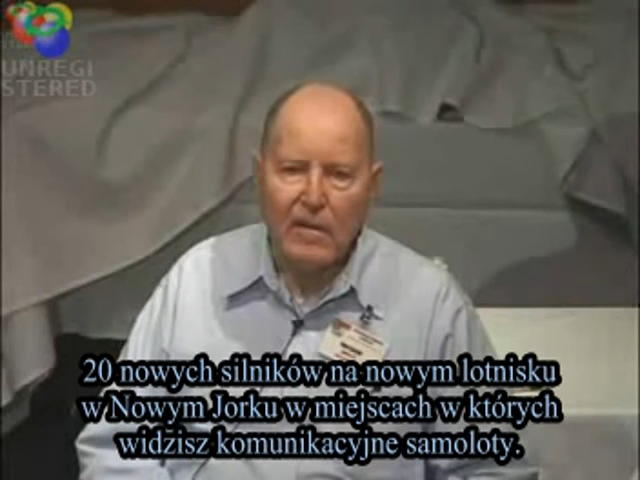 UNREGI
STERED
20 nowych silników na nowym lotnisku
w Nowym Jorku w miejscach w których
widzisz komunikacyjne samoloty.